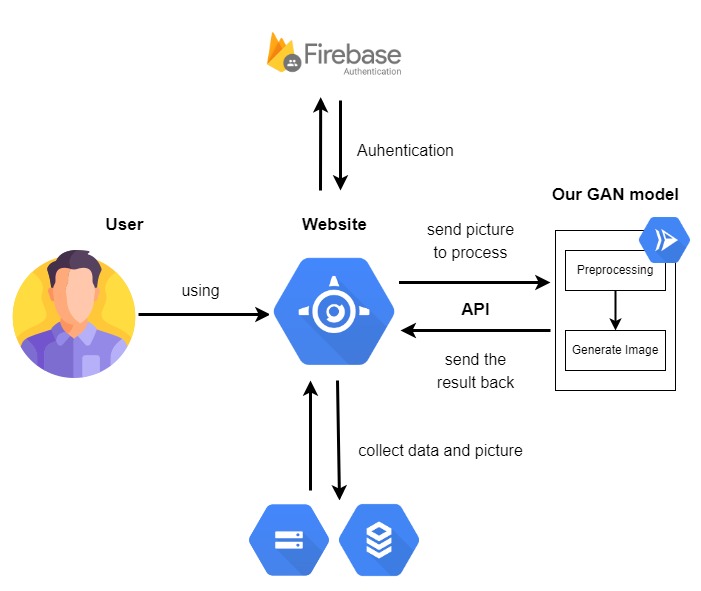 Firebase
Authentication
Auhentication
Our GAN model
User
Website
send picture
to process
Preprocessing
using
API
Generate Image
send the
result back
collect data and picture